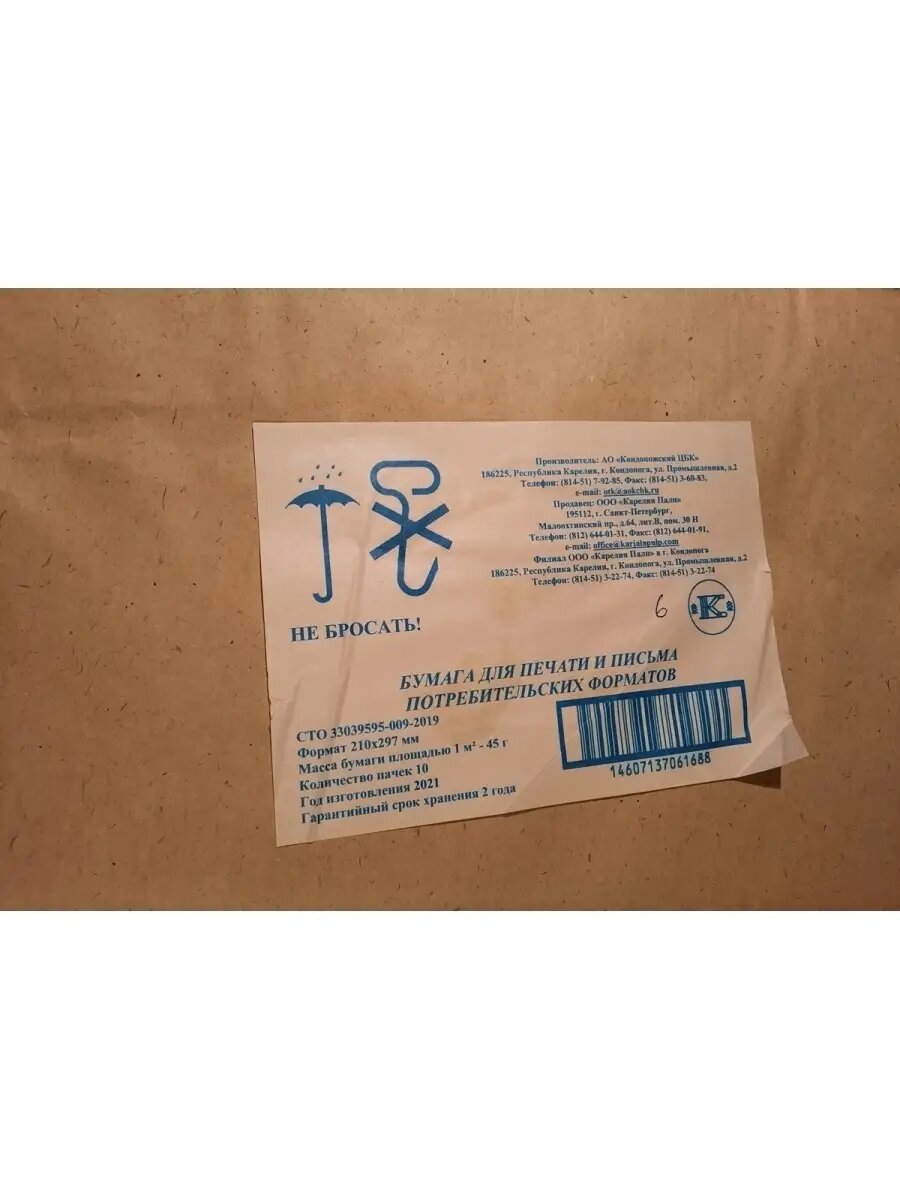 Производитель: АО «Кондопожский ЦБК»
186225, Республика Карелия, г. Кондопога, ул. Промышленная, д.2
Телефон: (814-51) 7-92-85, Факс: (814-51) 3-60-83,
e-mail: otk@aokcbk.ru
Продавец: ООО «Карелия Палп»
195112, г. Санкт-Петербург,
Малоохтинский пр., д.64, лит.В, пом. 30 Н
Телефон: (812) 644-01-31, Факс: (812) 644-01-91,
e-mail: office@karjalapulp.com
Филиал ООО «Карелия Палп» в г. Кондопога
186225, Республика Карелия, г. Кондопога, ул. Промышленная, д.2
Телефон: (814-51) 3-22-74, Факс: (814-51) 3-22-74
6
К
НЕ БРОСАТЬ!
БУМАГА ДЛЯ ПЕЧАТИ И ПИСЬМА
ПОТРЕБИТЕЛЬСКИХ ФОРМАТОВ
СТО 33039595-009-2019
Формат 210х297 мм
Масса бумаги площадью 1 м² - 45 г
Количество пачек 10
Год изготовления 2021
Гарантийный срок хранения 2 года
14607137061688